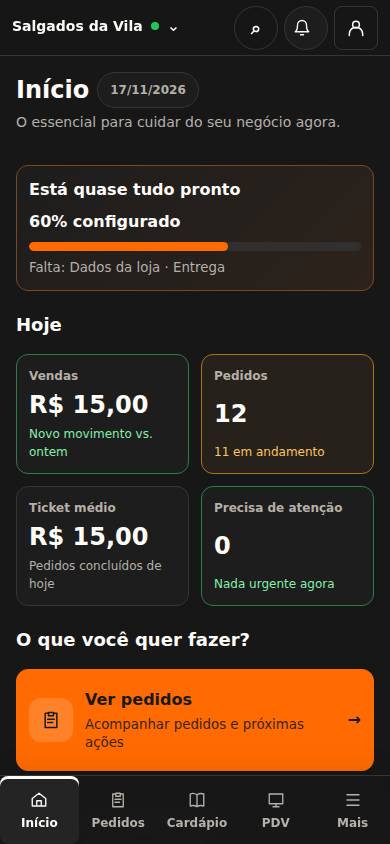 Salgados da Vila
Início
17/11/2026
O essencial para cuidar do seu negócio agora.
Está quase tudo pronto
60% configurado
Falta: Dados da loja · Entrega
Hoje
Vendas
R$ 15,00
Novo movimento vs.
ontem
Pedidos
12
11 em andamento
Ticket médio
R$ 15,00
Pedidos concluídos de
hoje
Precisa de atenção
0
Nada urgente agora
O que você quer fazer?
Ver pedidos
Acompanhar pedidos e próximas
ações
→
Início
Pedidos
Cardápio
PDV
Mais